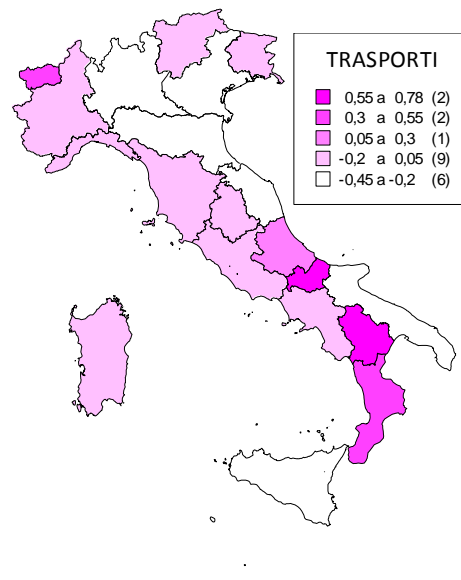 TRASPORTI
0,55 a 0,78 (2)
0,3 a 0,55 (2)
0,05 a 0,3 (1)
-0,2 a 0,05 (9)
-0,45 a -0,2 (6)